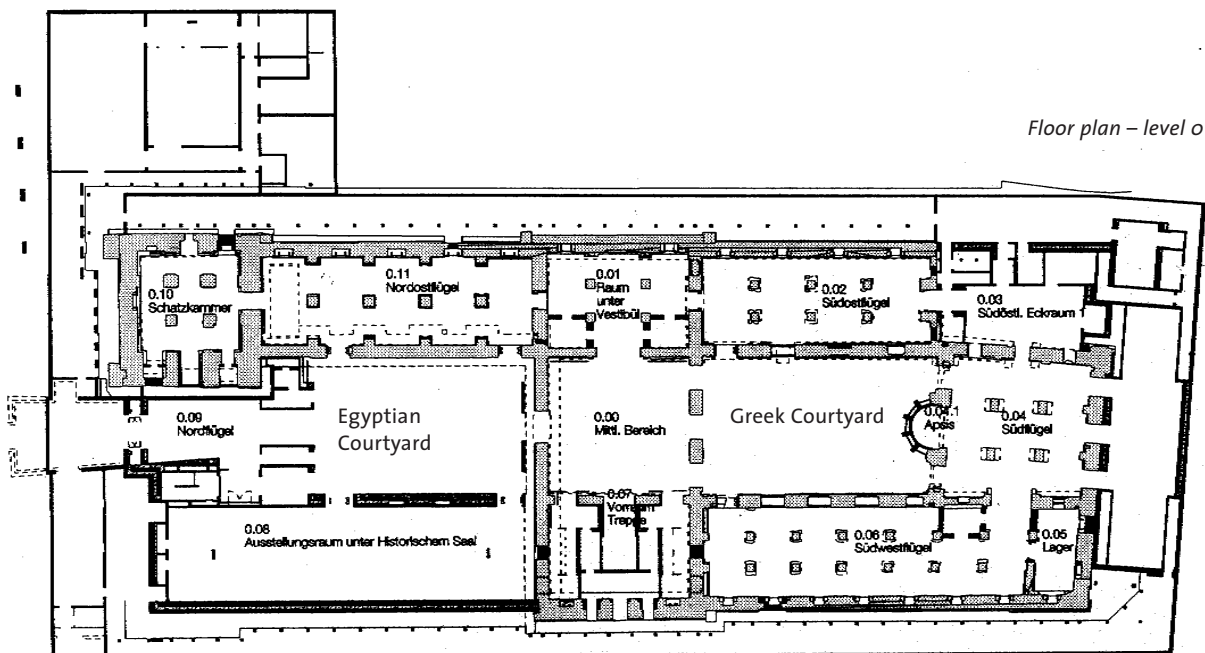 Floor plan – level 0
0.11
Nordostflügel
0.01
Raum
unter
Vestibül
0.10
Schatzkammer
0.02
Südostflügel
0.03
Südöstl. Eckraum 1
0.09
Nordflügel
Egyptian
Courtyard
0.00
Mittl. Bereich
Greek Courtyard
0.04.1
Apsis
0.04
Südflügel
0.07
Vorraum
Treppe
0.08
Ausstellungsraum unter Historischem Saal
0.06
Südwestflügel
0.05
Lager